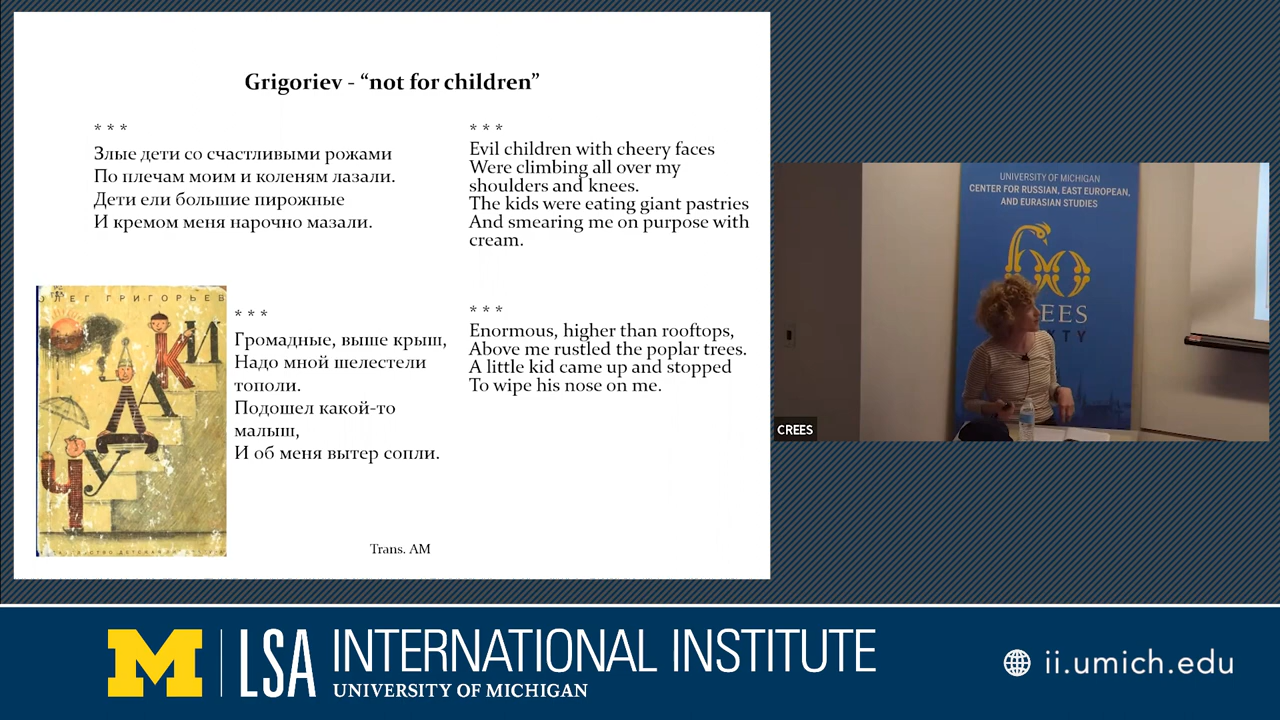 Grigoriev - “not for children”
* * *
Злые дети со счастливыми рожами
По плечам моим и коленям лазали.
Дети ели большие пирожные
И кремом меня нарочно мазали.
* * *
Evil children with cheery faces
Were climbing all over my
shoulders and knees.
The kids were eating giant pastries
And smearing me on purpose with
cream.
ОЛЕГ ГРИГОРЬЕВ
ЧУДАКИ
* * *
Громадные, выше крыш,
Надо мной шелестели
тополи.
Подошел какой-то
малыш,
И об меня вытер сопли.
* * *
Enormous, higher than rooftops,
Above me rustled the poplar trees.
A little kid came up and stopped
To wipe his nose on me.
Trans. AM
UNIVERSITY OF MICHIGAN
CENTER FOR RUSSIAN, EAST EUROPEAN,
AND EURASIAN STUDIES
60
EES
TY
CREES
M LSA INTERNATIONAL INSTITUTE
UNIVERSITY OF MICHIGAN
ii.umich.edu